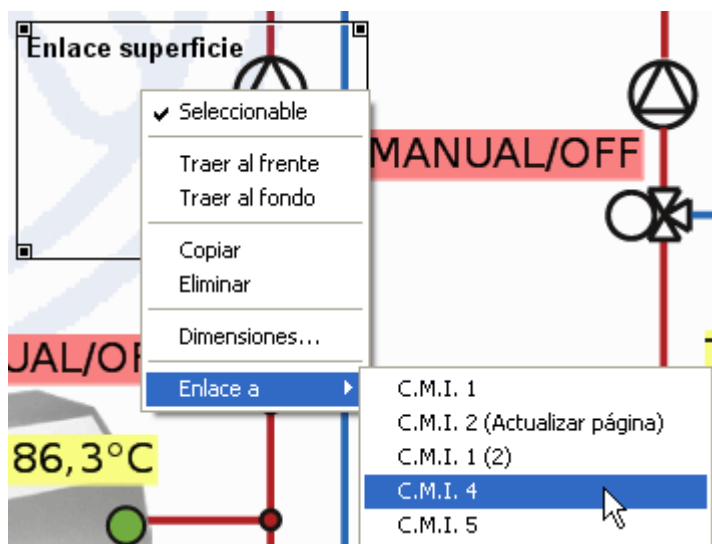 Enlace superficie
Seleccionable
MANUAL/OFF
Traer al frente
Traer al fondo
Copiar
Eliminar
Dimensiones...
UAL/OF
Enlace a
C.M.I. 1
C.M.I. 2 (Actualizar página)
86,3°C
C.M.I. 1 (2)
C.M.I. 4
C.M.I. 5